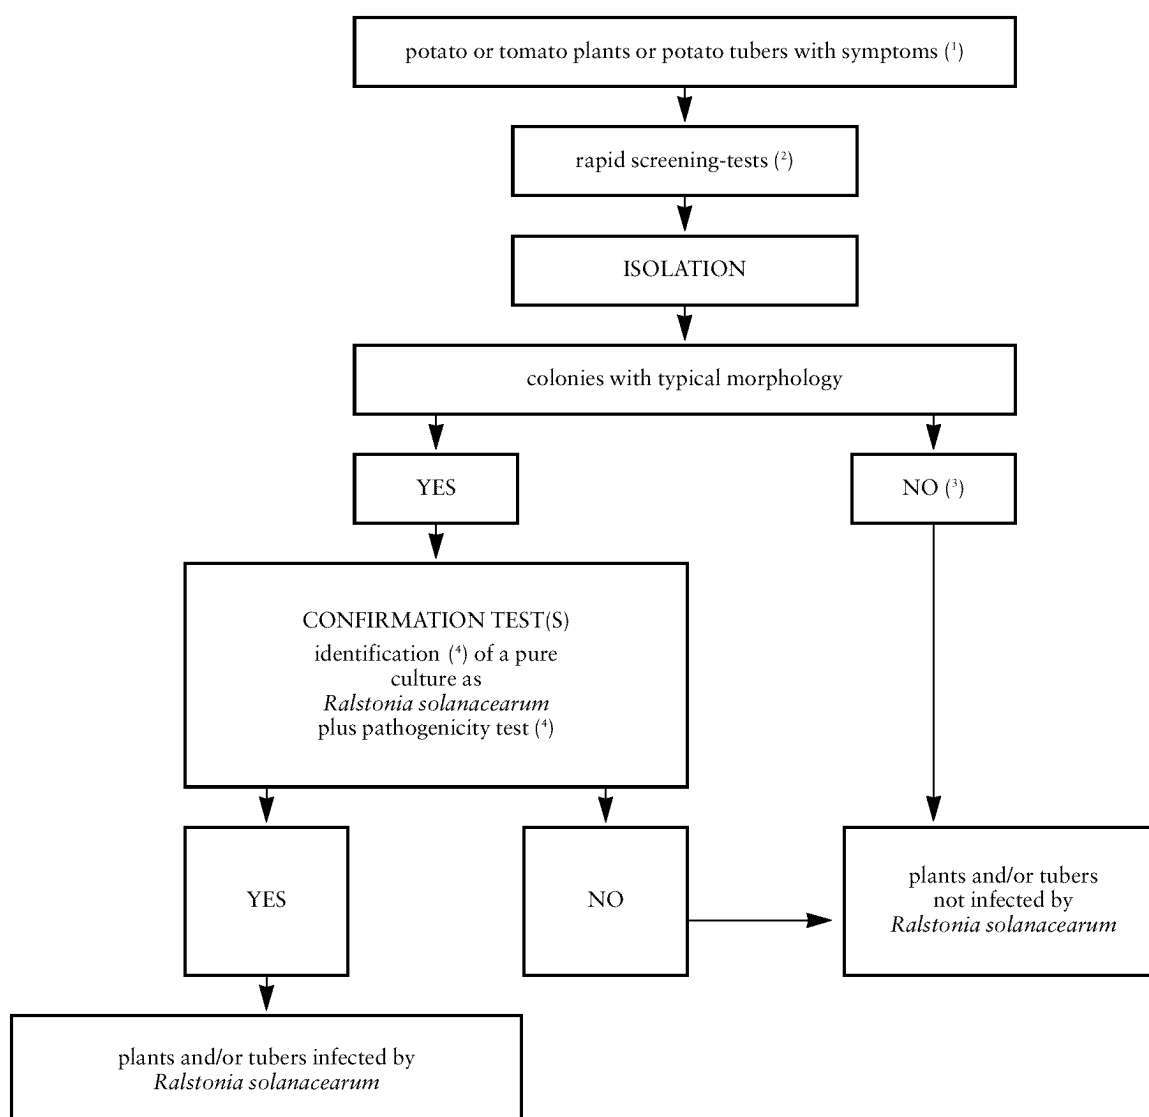 potato or tomato plants or potato tubers with symptoms (¹)
rapid screening-tests (²)
ISOLATION
colonies with typical morphology
YES
NO (³)
CONFIRMATION TEST(S)
identification (⁴) of a pure
culture as
Ralstonia solanacearum
plus pathogenicity test (⁴)
YES
NO
plants and/or tubers
not infected by
Ralstonia solanacearum
plants and/or tubers infected by
Ralstonia solanacearum